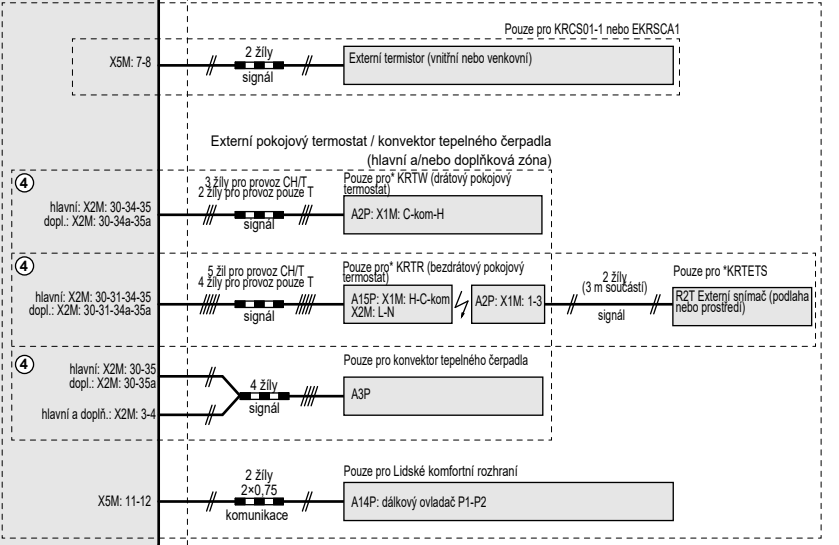 Pouze pro KRCS01-1 nebo EKRSCA1
X5M: 7-8
2 žíly
signál
Externí termistor (vnitřní nebo venkovní)
Externí pokojový termostat / konvektor tepelného čerpadla
(hlavní a/nebo doplňková zóna)
4
hlavní: X2M: 30-34-35
dopl.: X2M: 30-34a-35a
3 žíly pro provoz CH/T
2 žíly pro provoz pouze T
signál
Pouze pro* KRTW (drátový pokojový
termostat)
A2P: X1M: C-kom-H
4
hlavní: X2M: 30-31-34-35
dopl.: X2M: 30-31-34a-35a
5 žil pro provoz CH/T
4 žíly pro provoz pouze T
signál
Pouze pro* KRTR (bezdrátový pokojový
termostat)
A15P: X1M: H-C-kom
X2M: L-N
A2P: X1M: 1-3
2 žíly
(3 m součástí)
signál
Pouze pro *KRTETS
R2T Externí snímač (podlaha
nebo prostředí)
4
hlavní: X2M: 30-35
dopl.: X2M: 30-35a
hlavní a doplň.: X2M: 3-4
4 žíly
signál
Pouze pro konvektor tepelného čerpadla
A3P
X5M: 11-12
2 žíly
2×0,75
komunikace
Pouze pro Lidské komfortní rozhraní
A14P: dálkový ovladač P1-P2